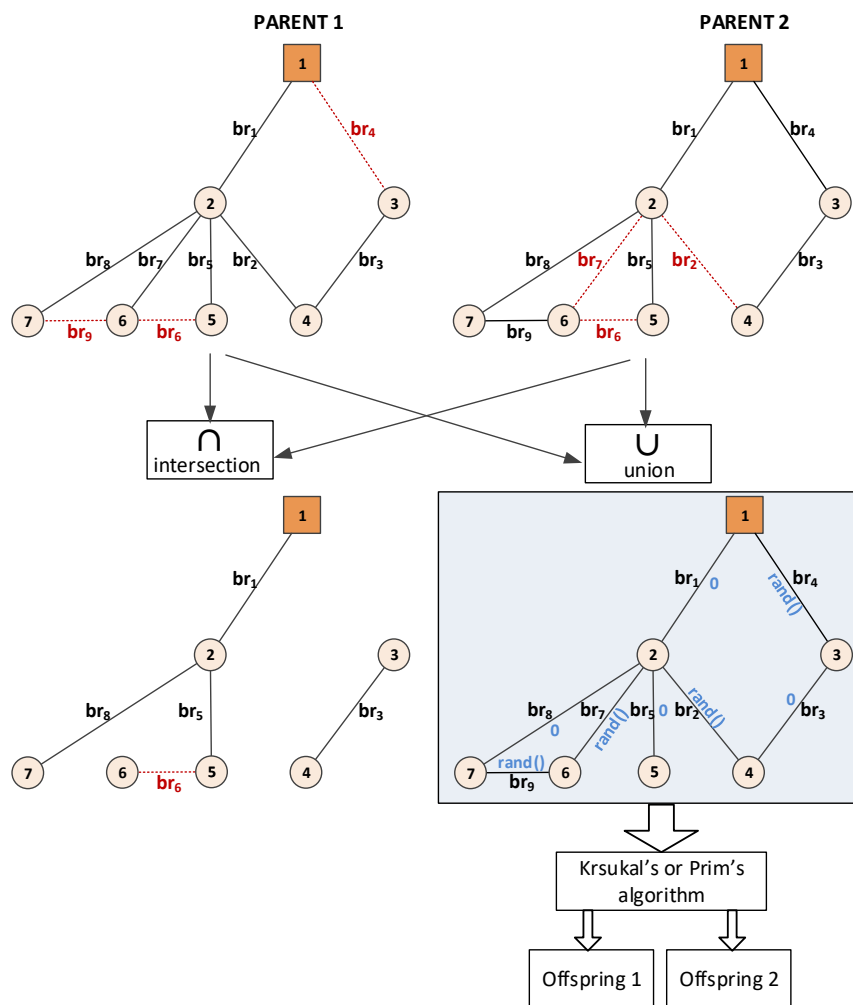 PARENT 1
PARENT 2
1
1
br₁
br₄
br₁
br₄
2
3
2
3
br₈
br₇
br₅
br₂
br₃
br₈
br₇
br₅
br₂
br₃
7
br₉
6
br₆
5
4
7
br₉
6
br₆
5
4
∩
intersection
∪
union
1
1
br₁
br₁
0
br₄
rand()
2
3
2
3
br₈
br₅
br₃
br₈
0
br₇
rand()
br₅
0
br₂
rand()
0
br₃
7
6
br₆
5
4
7
rand()
br₉
6
5
4
Krsukal's or Prim's
algorithm
Offspring 1
Offspring 2